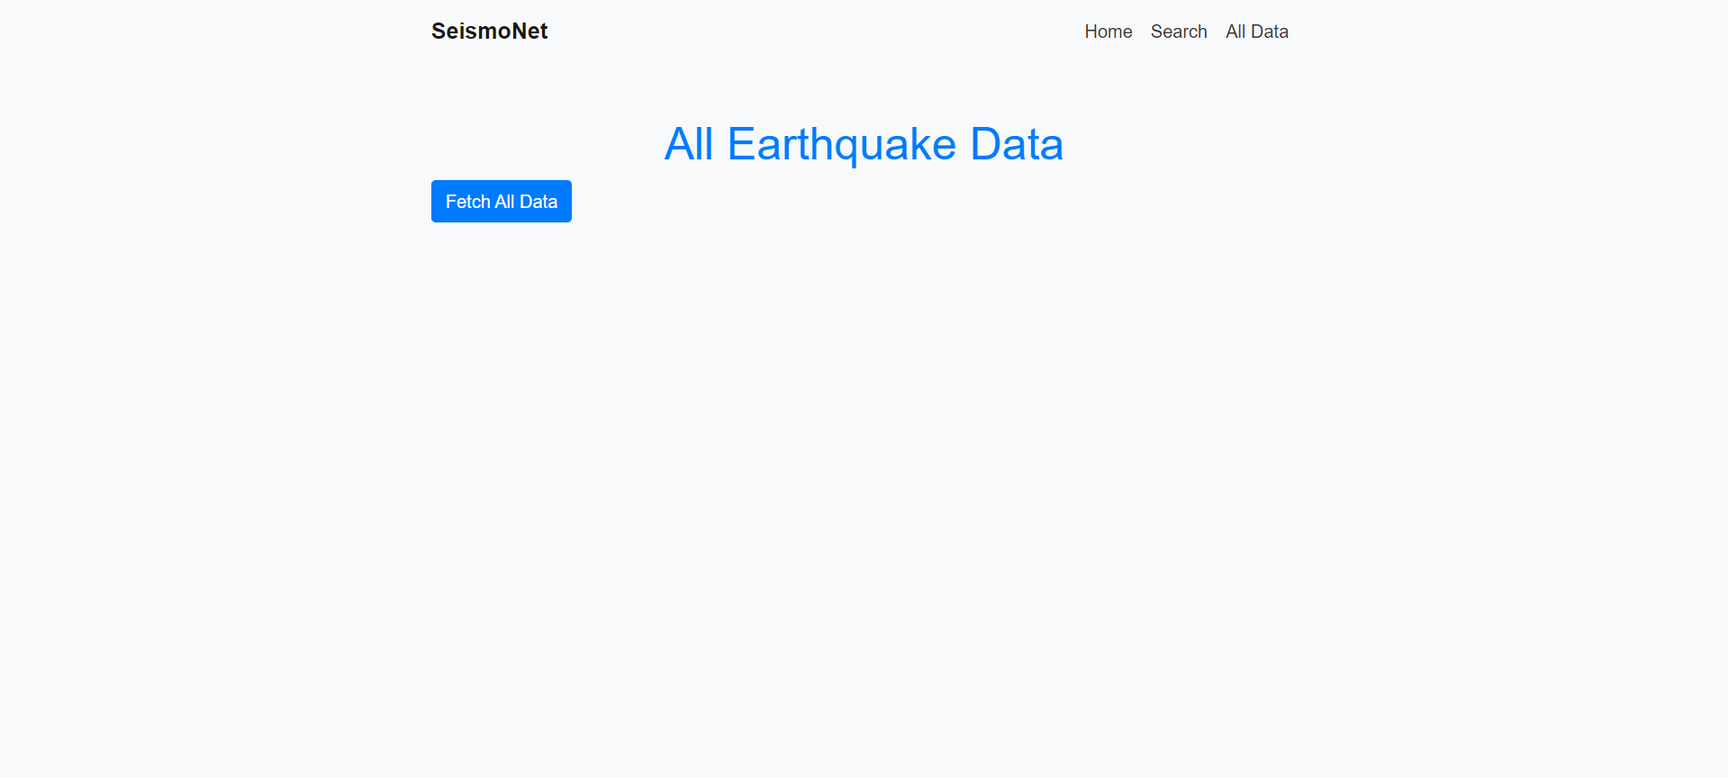 SeismoNet Home Search All Data
All Earthquake Data
Fetch All Data